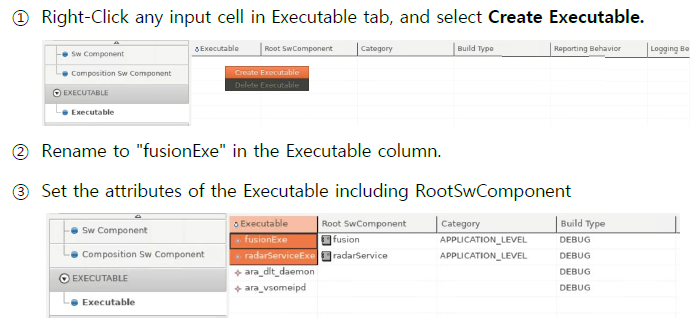 ① Right-Click any input cell in Executable tab, and select Create Executable.
Sw Component
Composition Sw Component
EXECUTABLE
Executable
Executable Root SwComponent Category Build Type Reporting Behavior Logging Be
Create Executable
Delete Executable
② Rename to "fusionExe" in the Executable column.
③ Set the attributes of the Executable including RootSwComponent
Sw Component
Composition Sw Component
EXECUTABLE
Executable
Executable Root SwComponent Category Build Type
fusionExe fusion APPLICATION_LEVEL DEBUG
radarServiceExe radarService APPLICATION_LEVEL DEBUG
ara_dlt_daemon DEBUG
ara_vsomeipd DEBUG